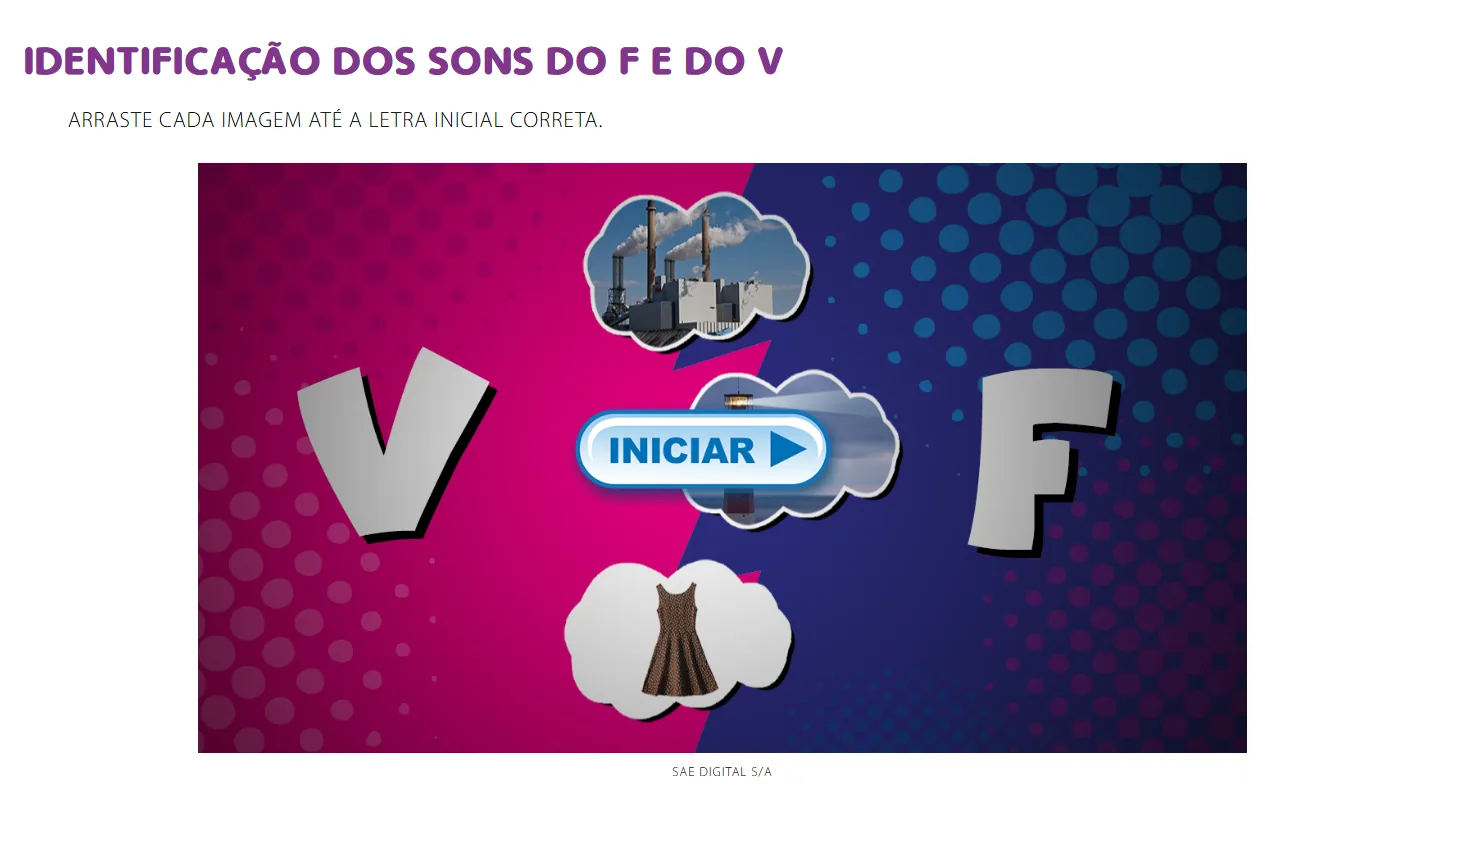 IDENTIFICAÇÃO DOS SONS DO F E DO V
ARRASTE CADA IMAGEM ATÉ A LETRA INICIAL CORRETA.
V
INICIAR
F
SAE DIGITAL S/A